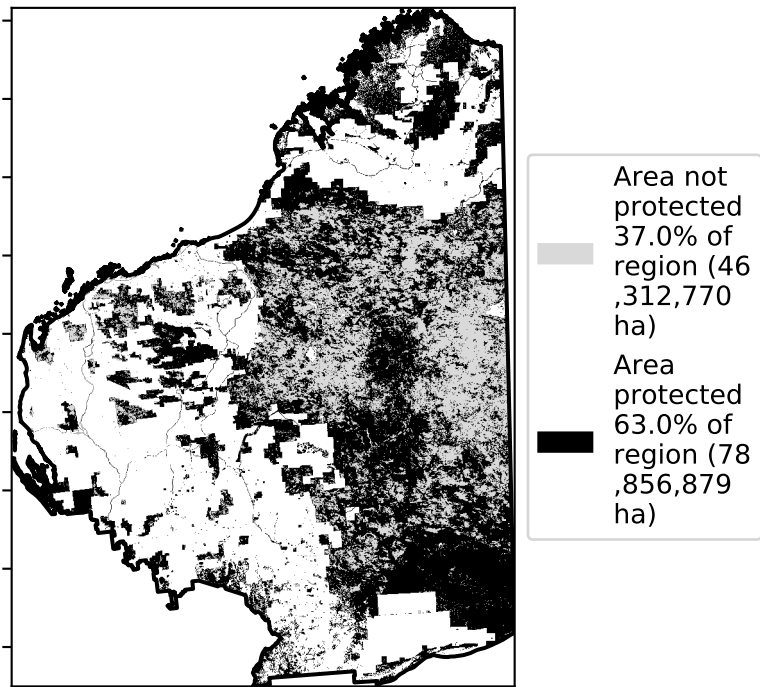 Area not
protected
37.0% of
region (46
,312,770
ha)
Area
protected
63.0% of
region (78
,856,879
ha)